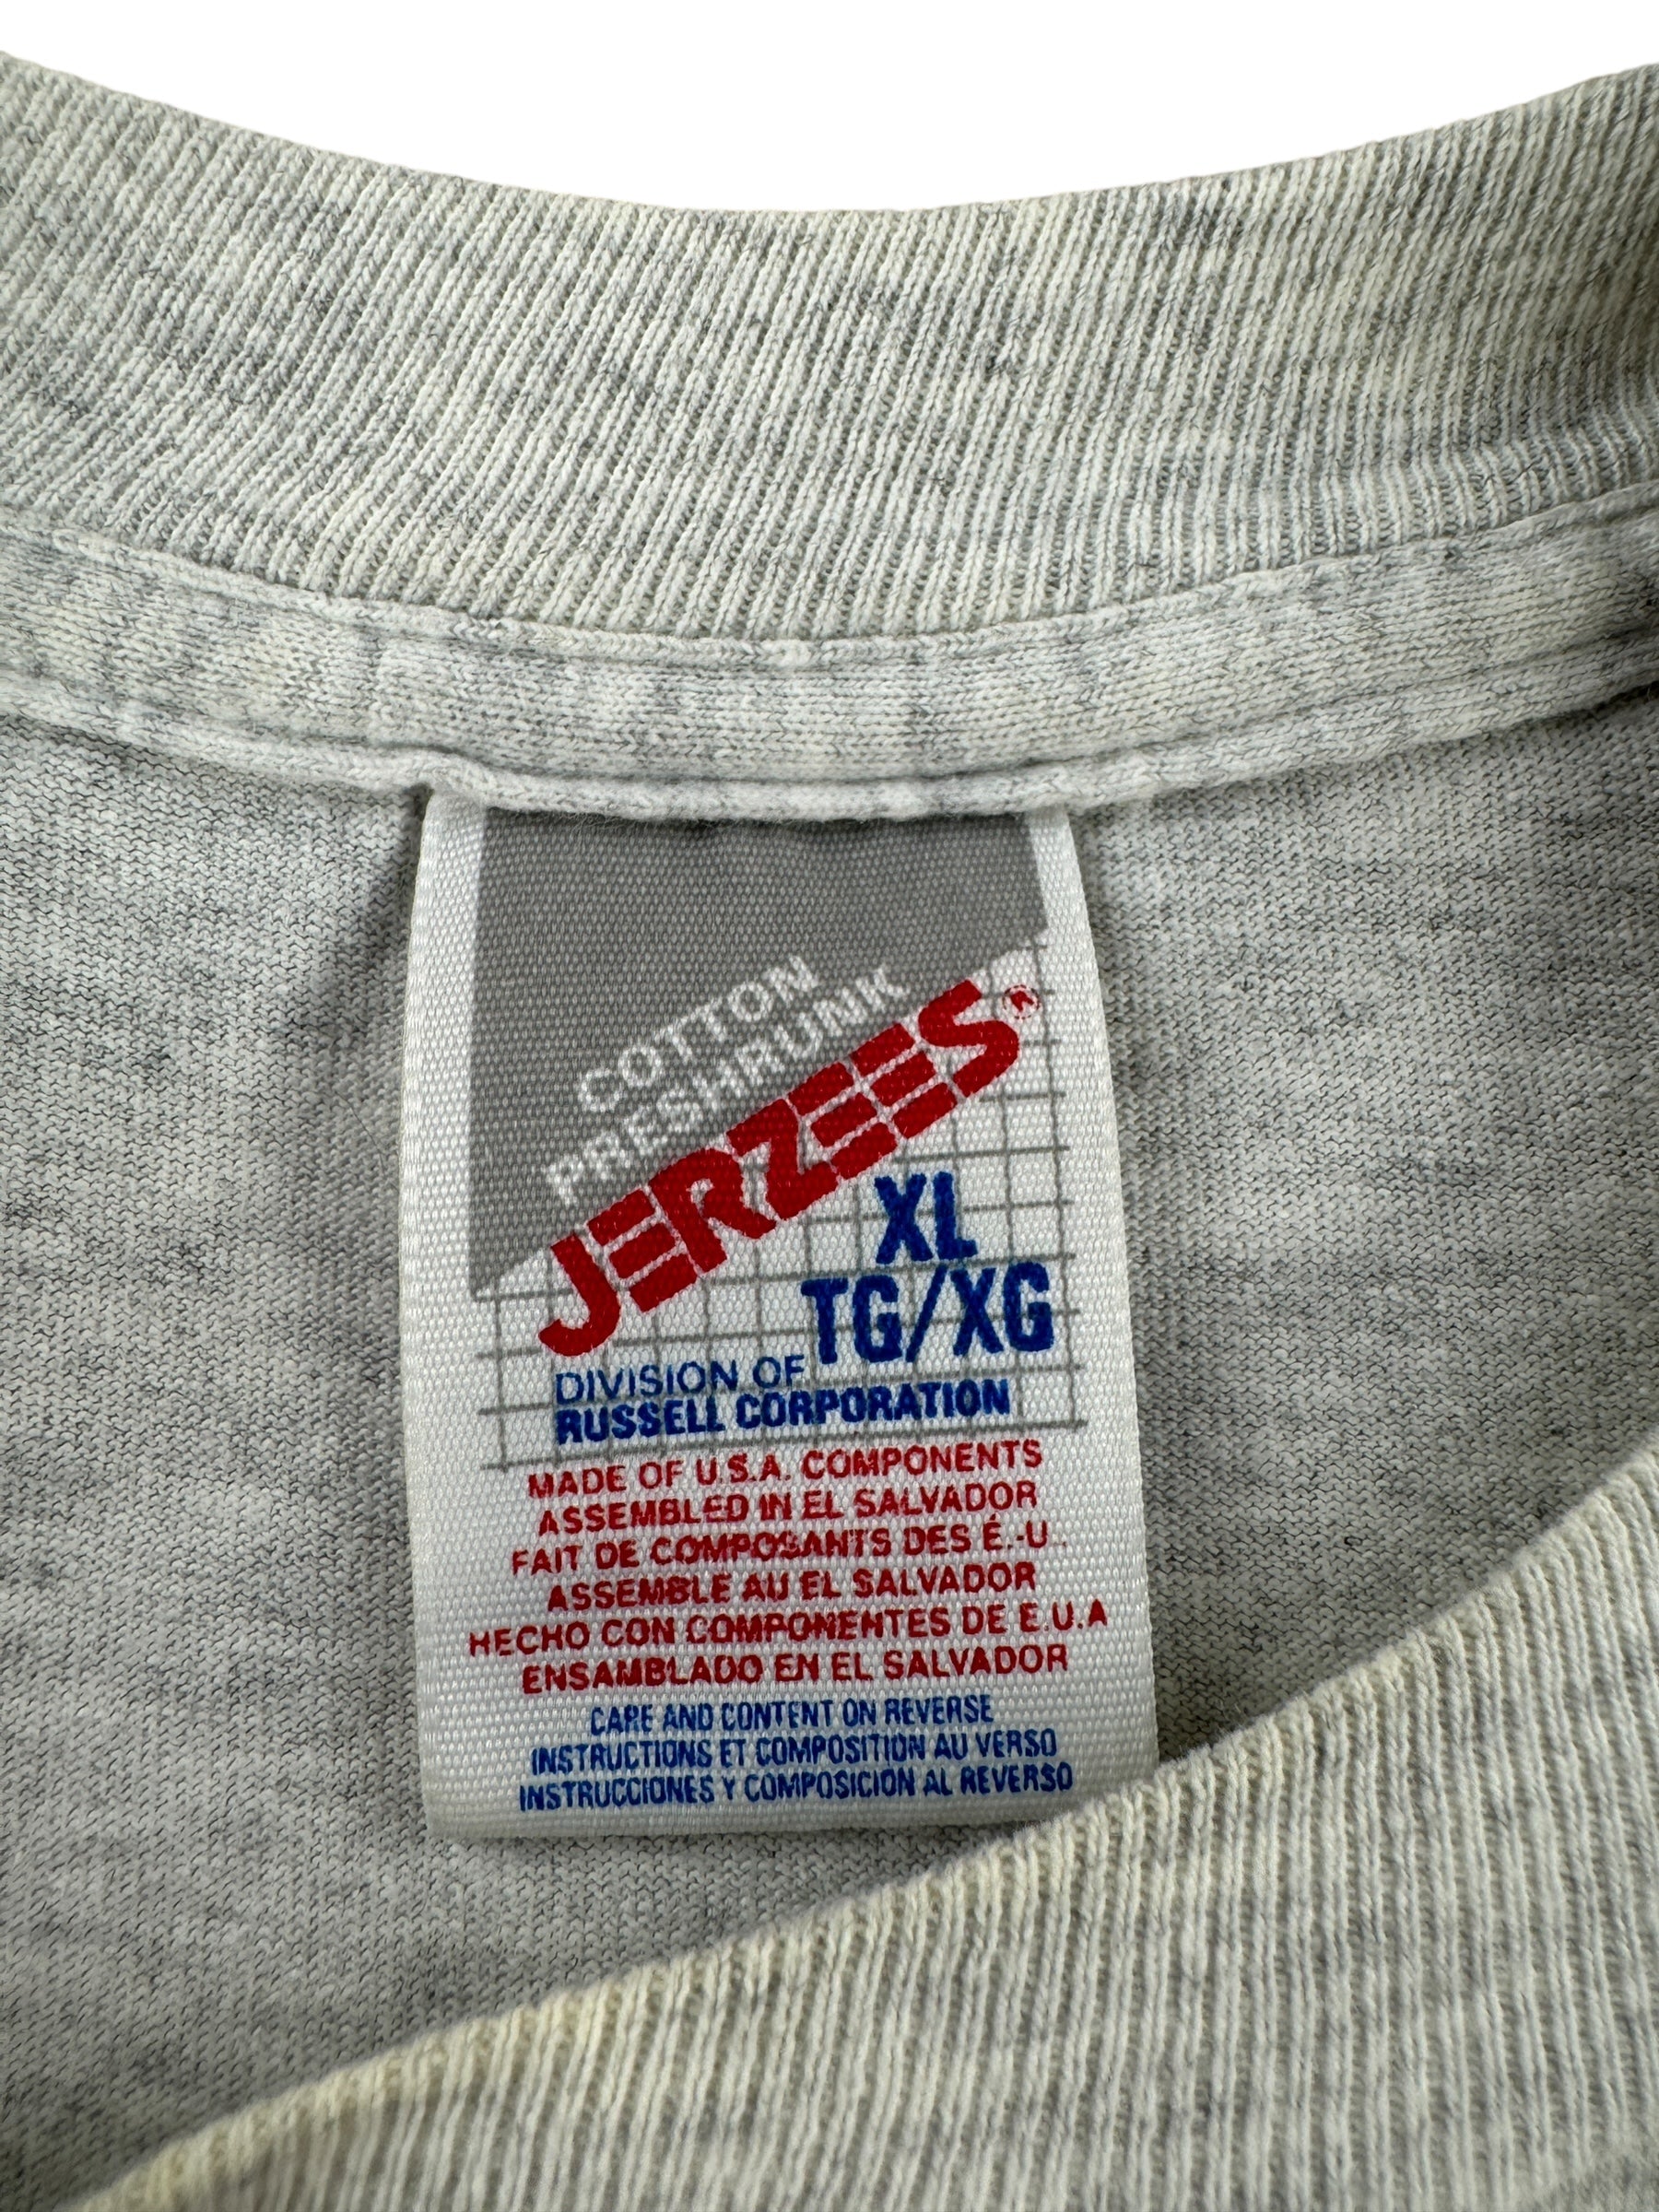 COTTON
PRESHRUNK
JERZEES®
XL
TG/XG
DIVISION OF
RUSSELL CORPORATION
MADE OF U.S.A. COMPONENTS
ASSEMBLED IN EL SALVADOR
FAIT DE COMPOSANTS DES É.-U.
ASSEMBLE AU EL SALVADOR
HECHO CON COMPONENTES DE E.U.A
ENSAMBLADO EN EL SALVADOR
CARE AND CONTENT ON REVERSE
INSTRUCTIONS ET COMPOSITION AU VERSO
INSTRUCCIONES Y COMPOSICION AL REVERSO